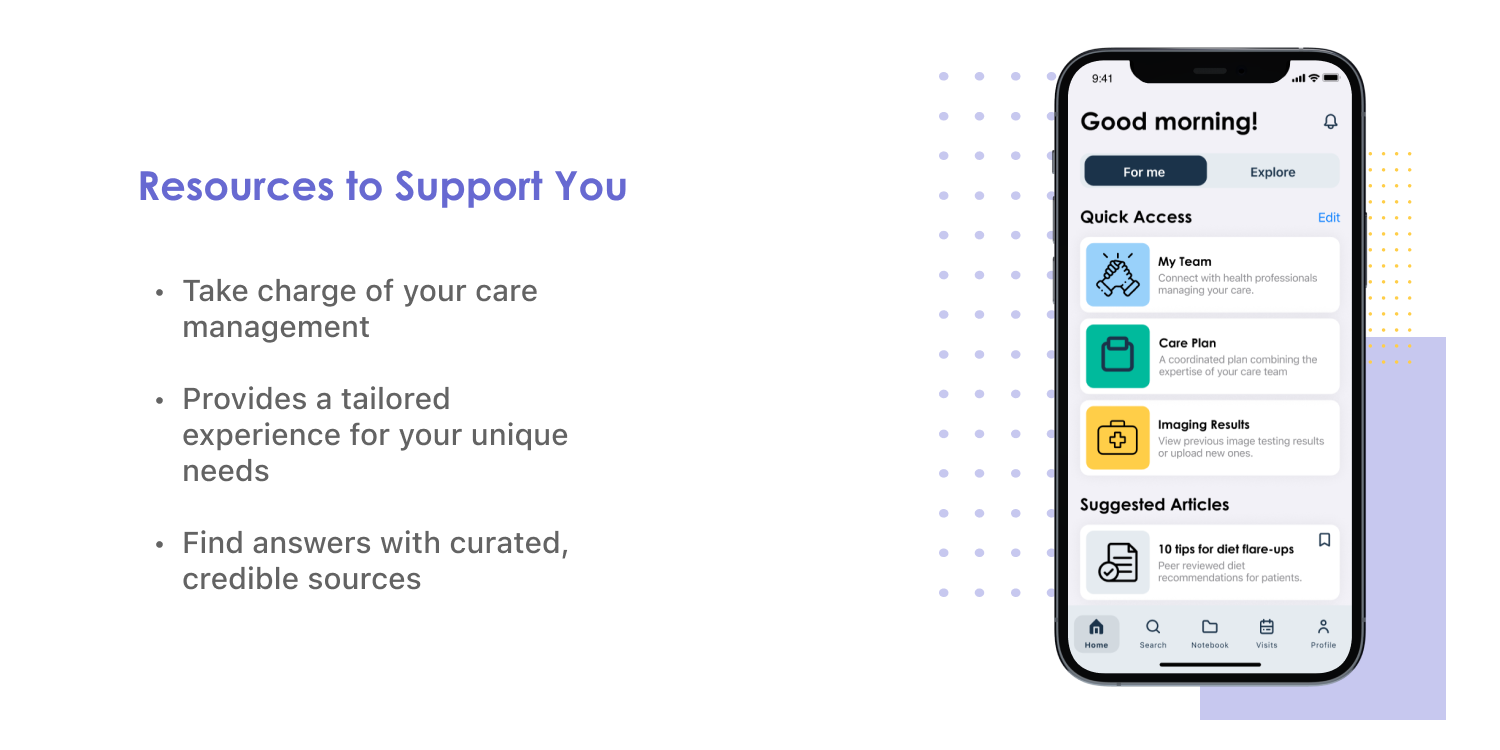 Resources to Support You
• Take charge of your care
management
• Provides a tailored
experience for your unique
needs
• Find answers with curated,
credible sources
9:41
Good morning!
For me
Explore
Quick Access
Edit
My Team
Connect with health professionals
managing your care.
Care Plan
A coordinated plan combining the
expertise of your care team
Imaging Results
View previous image testing results
or upload new ones.
Suggested Articles
10 tips for diet flare-ups
Peer reviewed diet
recommendations for patients.
Home
Search
Notebook
Visits
Profile